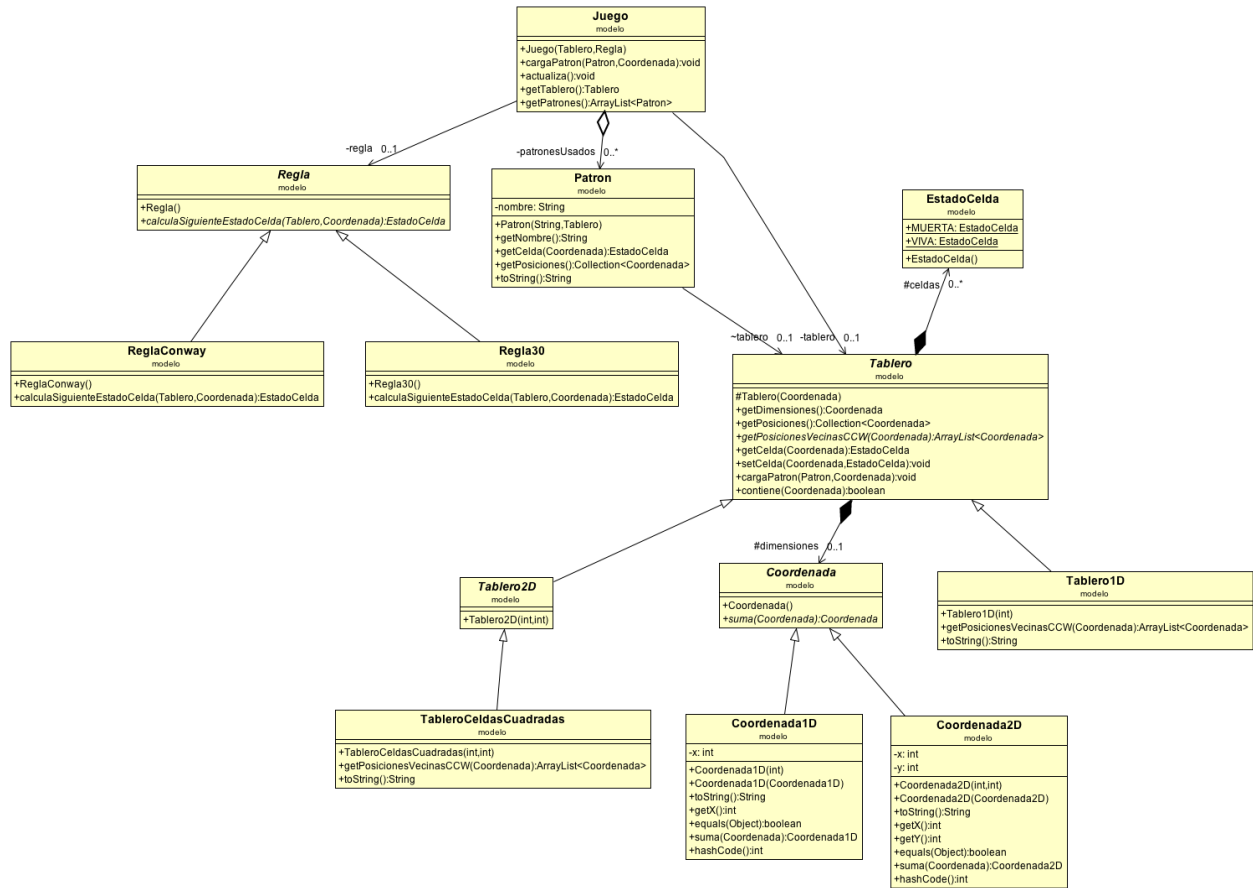 Juego
modelo
+Juego(Tablero,Regla)
+cargaPatron(Patron,Coordenada):void
+actualiza():void
+getTablero():Tablero
+getPatrones():ArrayList<Patron>
-regla 0..1
-patronesUsados 0..*
Regla
modelo
+Regla()
+calculaSiguienteEstadoCelda(Tablero,Coordenada):EstadoCelda
Patron
modelo
-nombre: String
+Patron(String,Tablero)
+getNombre():String
+getCelda(Coordenada):EstadoCelda
+getPosiciones():Collection<Coordenada>
+toString():String
EstadoCelda
modelo
+MUERTA: EstadoCelda
+VIVA: EstadoCelda
+EstadoCelda()
#celdas 0..*
ReglaConway
modelo
+ReglaConway()
+calculaSiguienteEstadoCelda(Tablero,Coordenada):EstadoCelda
Regla30
modelo
+Regla30()
+calculaSiguienteEstadoCelda(Tablero,Coordenada):EstadoCelda
~tablero 0..1 -tablero 0..1
Tablero
modelo
#Tablero(Coordenada)
+getDimensiones():Coordenada
+getPosiciones():Collection<Coordenada>
+getPosicionesVecinasCCW(Coordenada):ArrayList<Coordenada>
+getCelda(Coordenada):EstadoCelda
+setCelda(Coordenada,EstadoCelda):void
+cargaPatron(Patron,Coordenada):void
+contiene(Coordenada):boolean
#dimensiones 0..1
Tablero2D
modelo
+Tablero2D(int,int)
Coordenada
modelo
+Coordenada()
+suma(Coordenada):Coordenada
Tablero1D
modelo
+Tablero1D(int)
+getPosicionesVecinasCCW(Coordenada):ArrayList<Coordenada>
+toString():String
TableroCeldasCuadradas
modelo
+TableroCeldasCuadradas(int,int)
+getPosicionesVecinasCCW(Coordenada):ArrayList<Coordenada>
+toString():String
Coordenada1D
modelo
-x: int
+Coordenada1D(int)
+Coordenada1D(Coordenada1D)
+toString():String
+getX():int
+equals(Object):boolean
+suma(Coordenada):Coordenada1D
+hashCode():int
Coordenada2D
modelo
-x: int
-y: int
+Coordenada2D(int,int)
+Coordenada2D(Coordenada2D)
+toString():String
+getX():int
+getY():int
+equals(Object):boolean
+suma(Coordenada):Coordenada2D
+hashCode():int